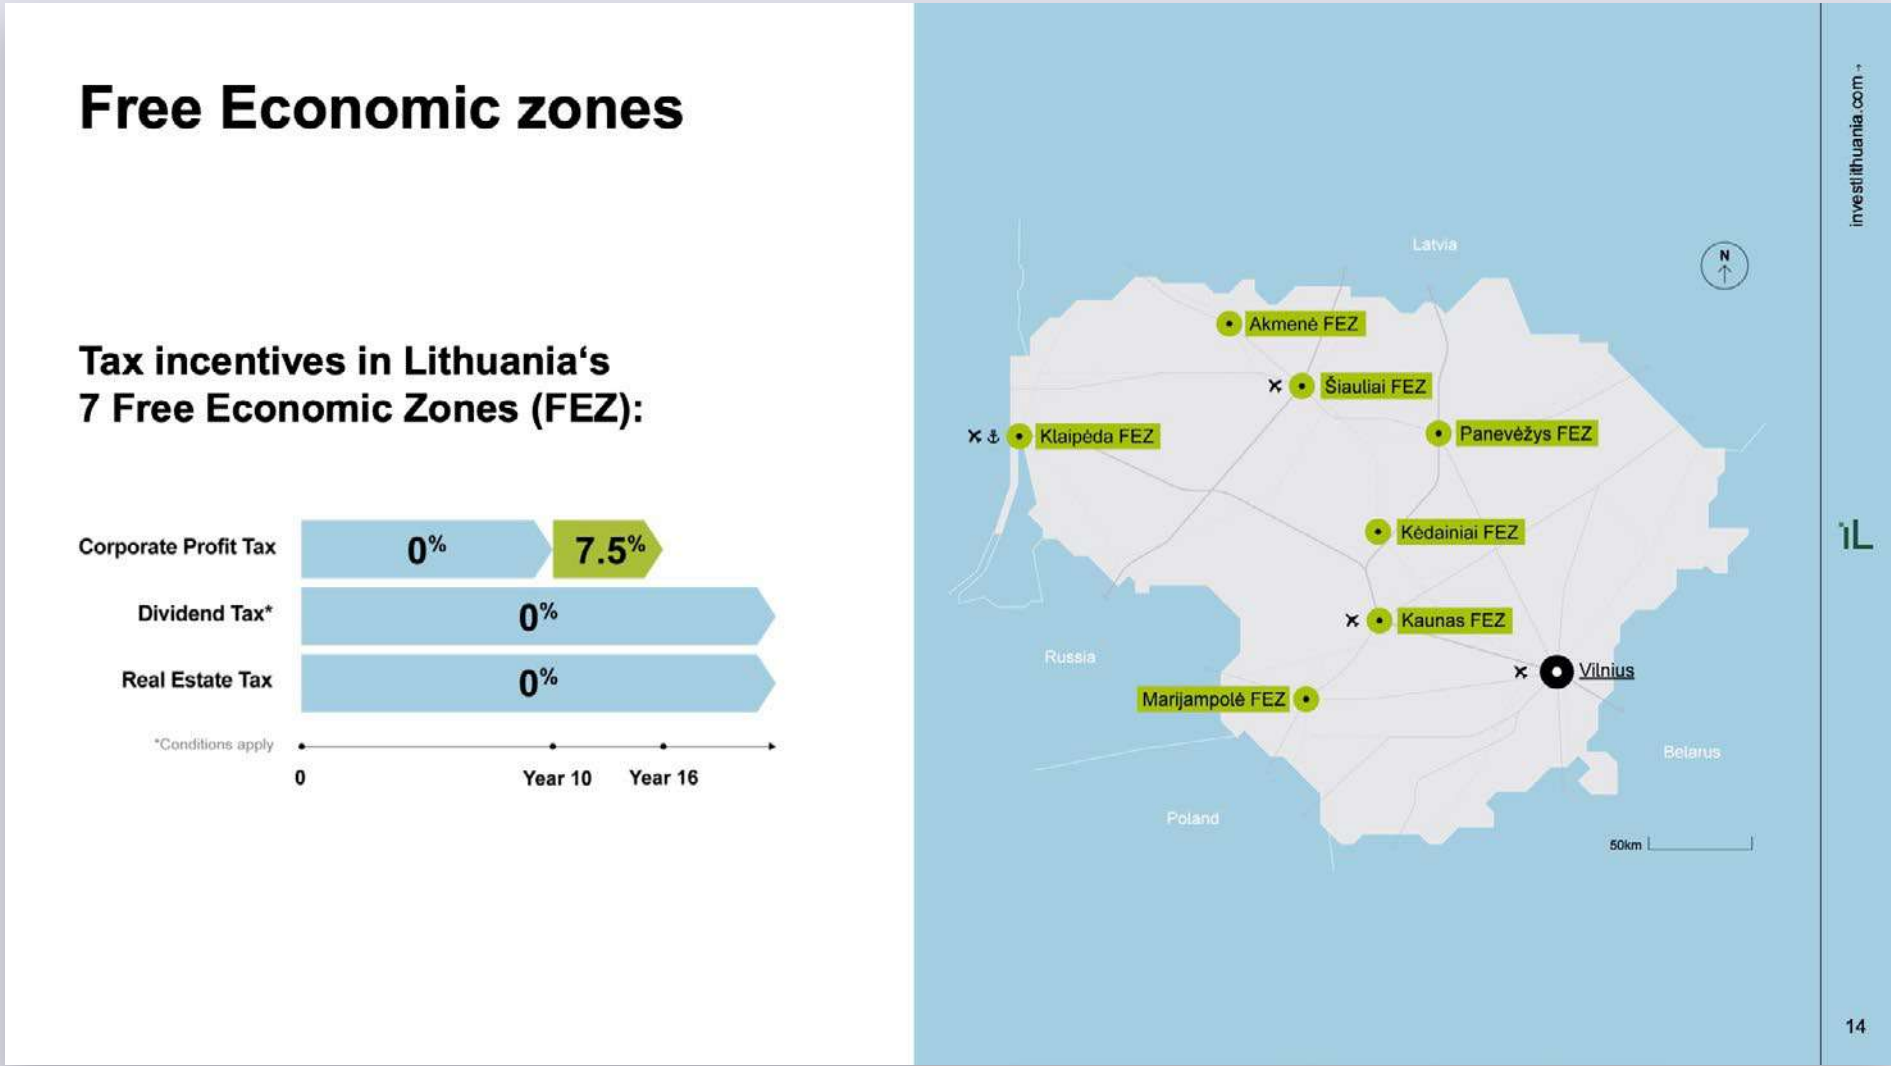 Free Economic zones
Tax incentives in Lithuania‘s
7 Free Economic Zones (FEZ):
Corporate Profit Tax
0%
7.5%
Dividend Tax*
0%
Real Estate Tax
0%
*Conditions apply
0
Year 10
Year 16
Latvia
N
Akmenė FEZ
Šiauliai FEZ
Klaipėda FEZ
Panevėžys FEZ
Kėdainiai FEZ
Kaunas FEZ
Russia
Vilnius
Marijampolė FEZ
Belarus
Poland
50km
investlithuania.com→
iL
14